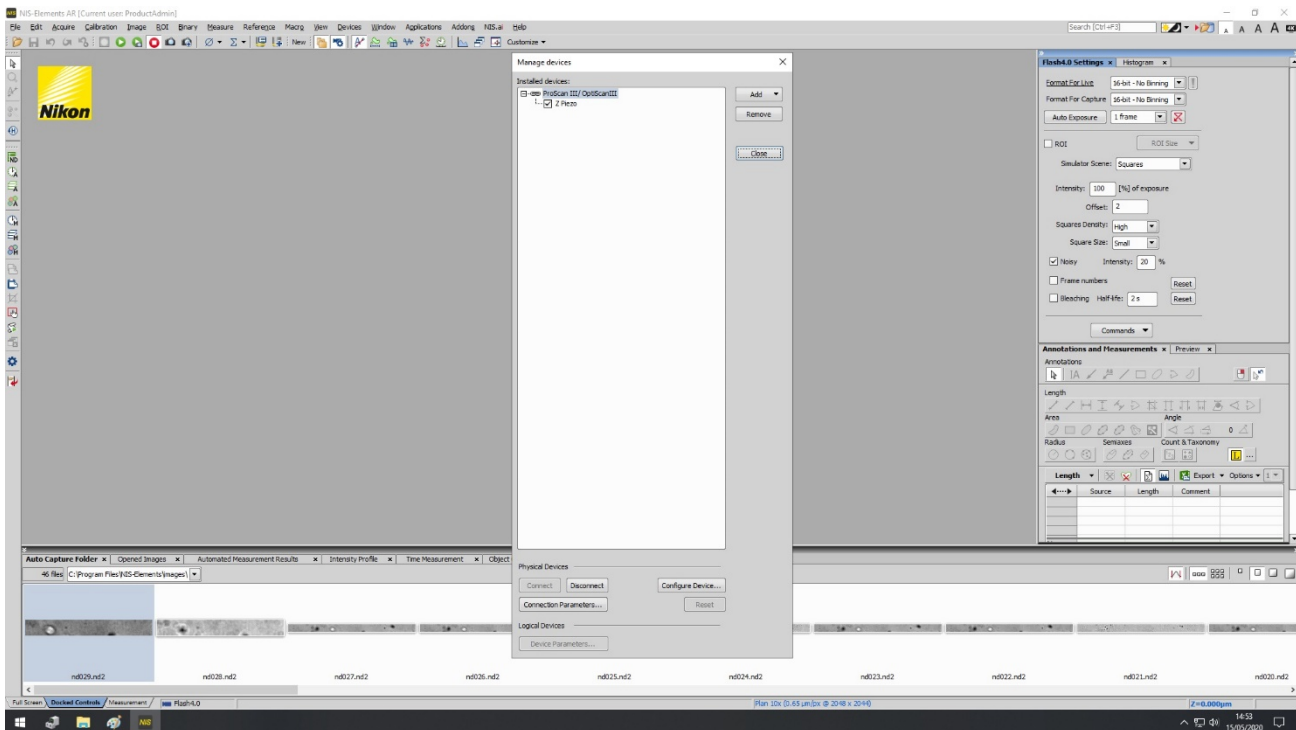 NIS-Elements AR [Current user: ProductAdmin]
File Edit Acquire Calibration Image ROI Binary Measure Reference Macro View Devices Window Applications Addong NIS.ai Help
Search [Ctrl+F3]
New
Customize
Nikon
Manage devices
Installed devices:
ProScan III/ OptiScanIII
Z Piezo
Add
Remove
Close
Physical Devices
Connect Disconnect Configure Device...
Connection Parameters... Reset
Logical Devices
Device Parameters...
Flash4.0 Settings x Histogram x
Format For Live 16-bit - No Binning
Format For Capture 16-bit - No Binning
Auto Exposure 1 frame
ROI ROI Size
Simulator Scene: Squares
Intensity: 100 [%] of exposure
Offset: 2
Squares Density: High
Square Size: Small
Noisy Intensity: 20 %
Frame numbers Reset
Bleaching Half-life: 2 s Reset
Commands
Annotations and Measurements x Preview x
Annotations
Length
Area Angle
0
Radius Semiaxes Count & Taxonomy
Length Export Options 1
Source Length Comment
Auto Capture Folder x Opened Images x Automated Measurement Results x Intensity Profile x Time Measurement x Object
46 files C:\Program Files\NIS-Elements\images\
nd029.nd2 nd028.nd2 nd027.nd2 nd026.nd2 nd025.nd2 nd024.nd2 nd023.nd2 nd022.nd2 nd021.nd2 nd020.nd2
Full Screen Docked Controls Measurement Flash4.0
Plan 10x (0.65 µm/px @ 2048 x 2044)
Z=0.000µm
NIS
14:53
15/05/2020